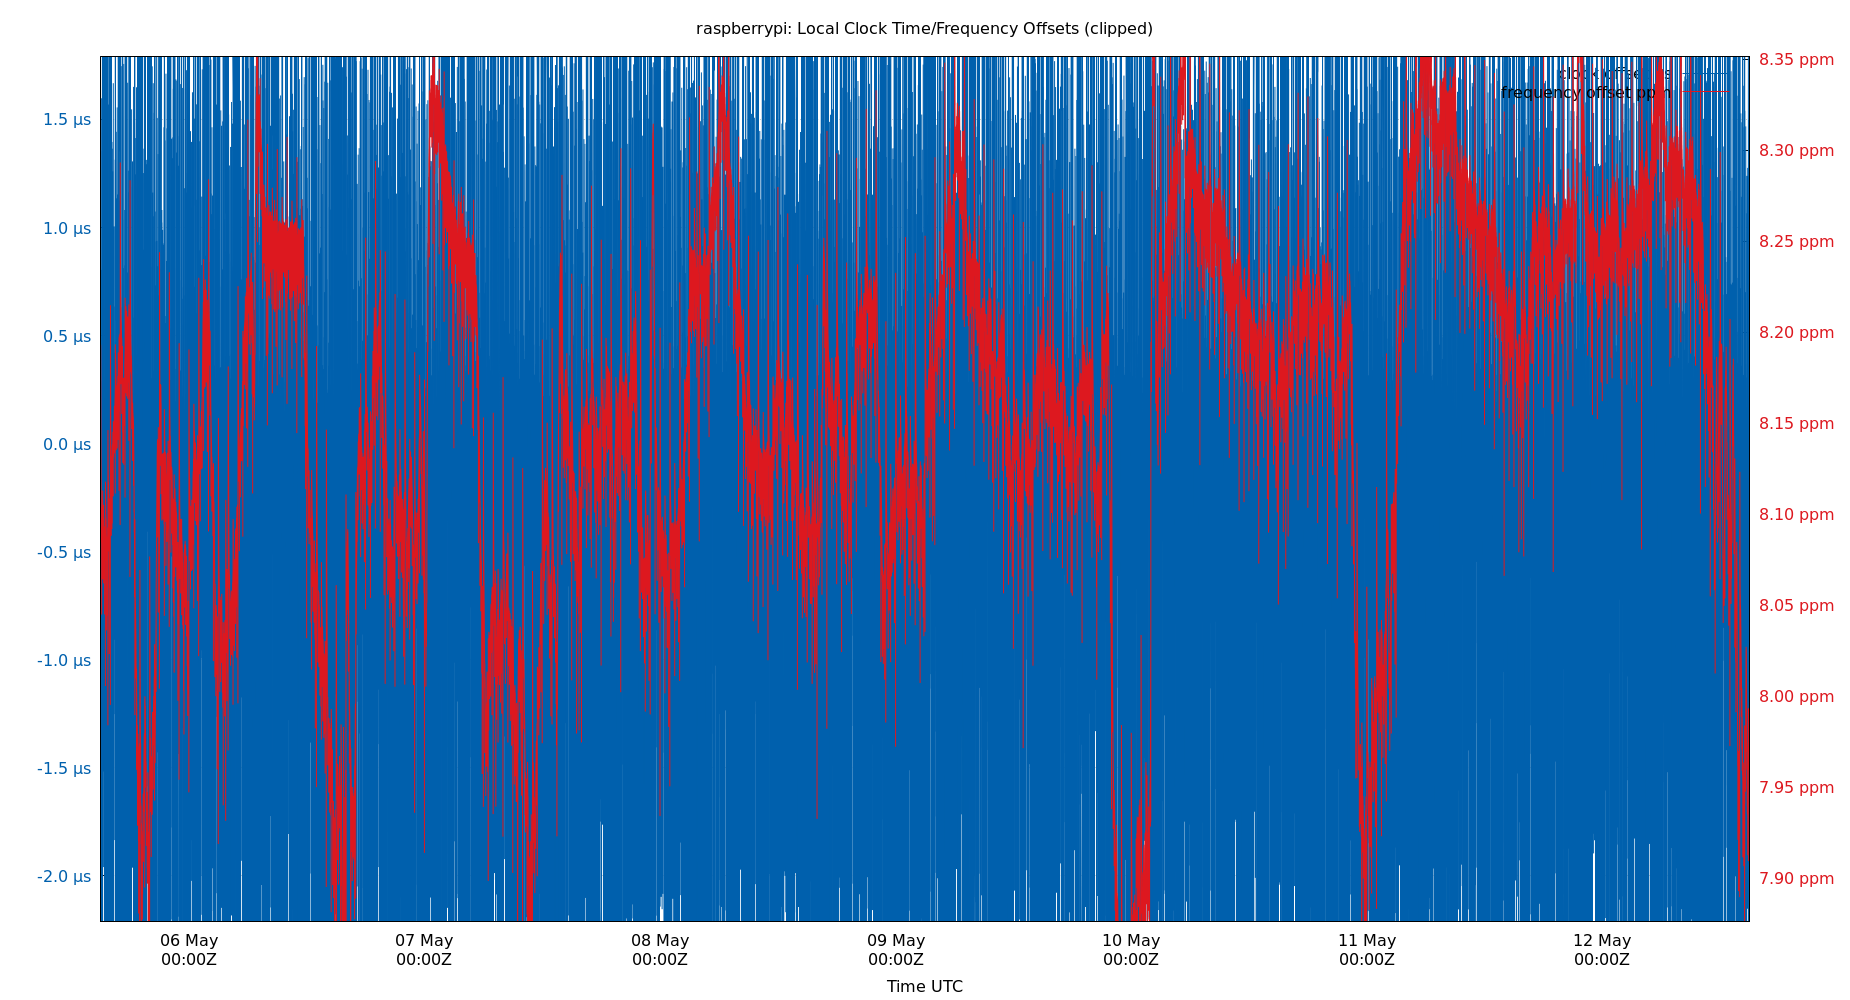 raspberrypi: Local Clock Time/Frequency Offsets (clipped)
8.35 ppm
clock offset µs
frequency offset ppm
1.5 µs
8.30 ppm
1.0 µs
8.25 ppm
0.5 µs
8.20 ppm
0.0 µs
8.15 ppm
8.10 ppm
-0.5 µs
8.05 ppm
-1.0 µs
8.00 ppm
-1.5 µs
7.95 ppm
-2.0 µs
7.90 ppm
06 May 07 May 08 May 09 May 10 May 11 May 12 May
00:00Z 00:00Z 00:00Z 00:00Z 00:00Z 00:00Z 00:00Z
Time UTC